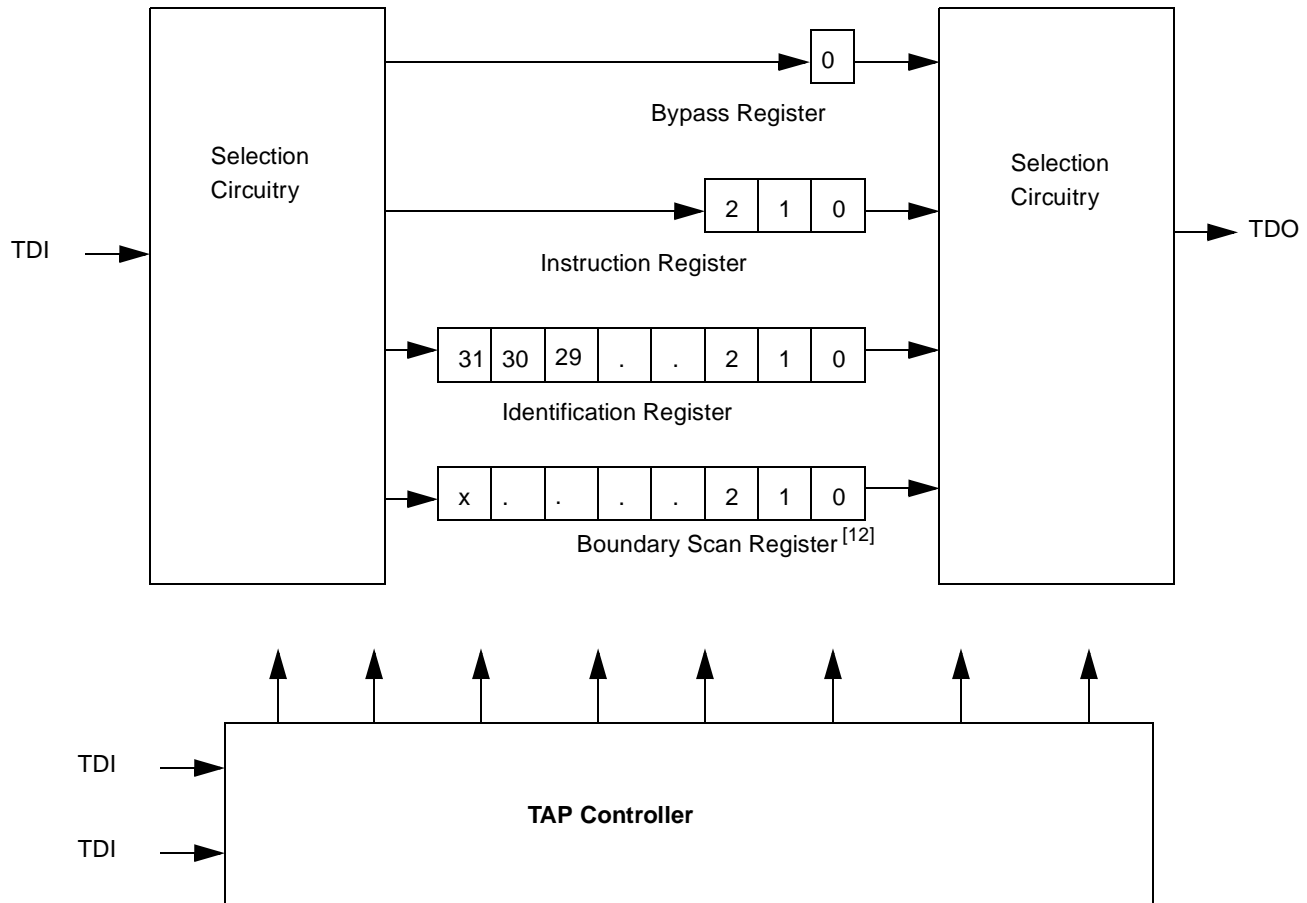 0
Bypass Register
Selection
Circuitry
Selection
Circuitry
2 1 0
TDI
TDO
Instruction Register
31 30 29 . . 2 1 0
Identification Register
x . . . . 2 1 0
Boundary Scan Register [12]
TDI
TAP Controller
TDI